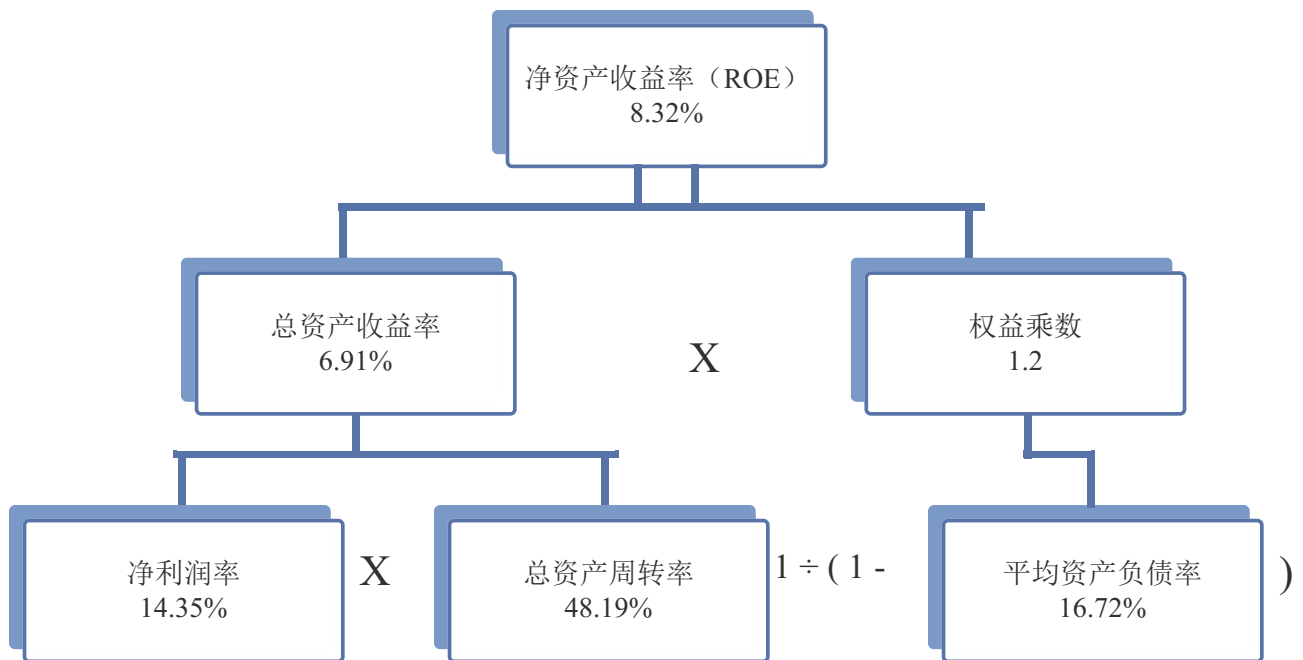 净资产收益率（ROE）
8.32%
总资产收益率
6.91%
X
权益乘数
1.2
净利润率
14.35%
X
总资产周转率
48.19%
1 ÷ ( 1 -
平均资产负债率
16.72%
)